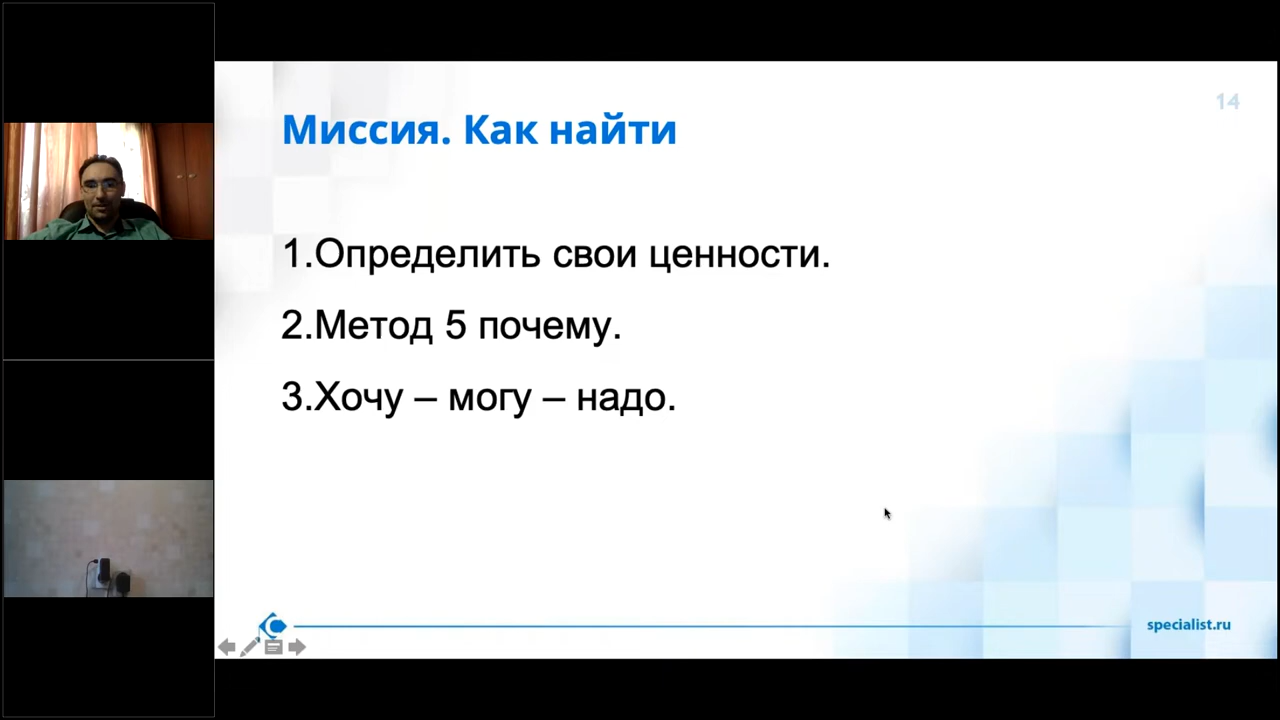 14
Миссия. Как найти
1.Определить свои ценности.
2.Метод 5 почему.
3.Хочу – могу – надо.
specialist.ru